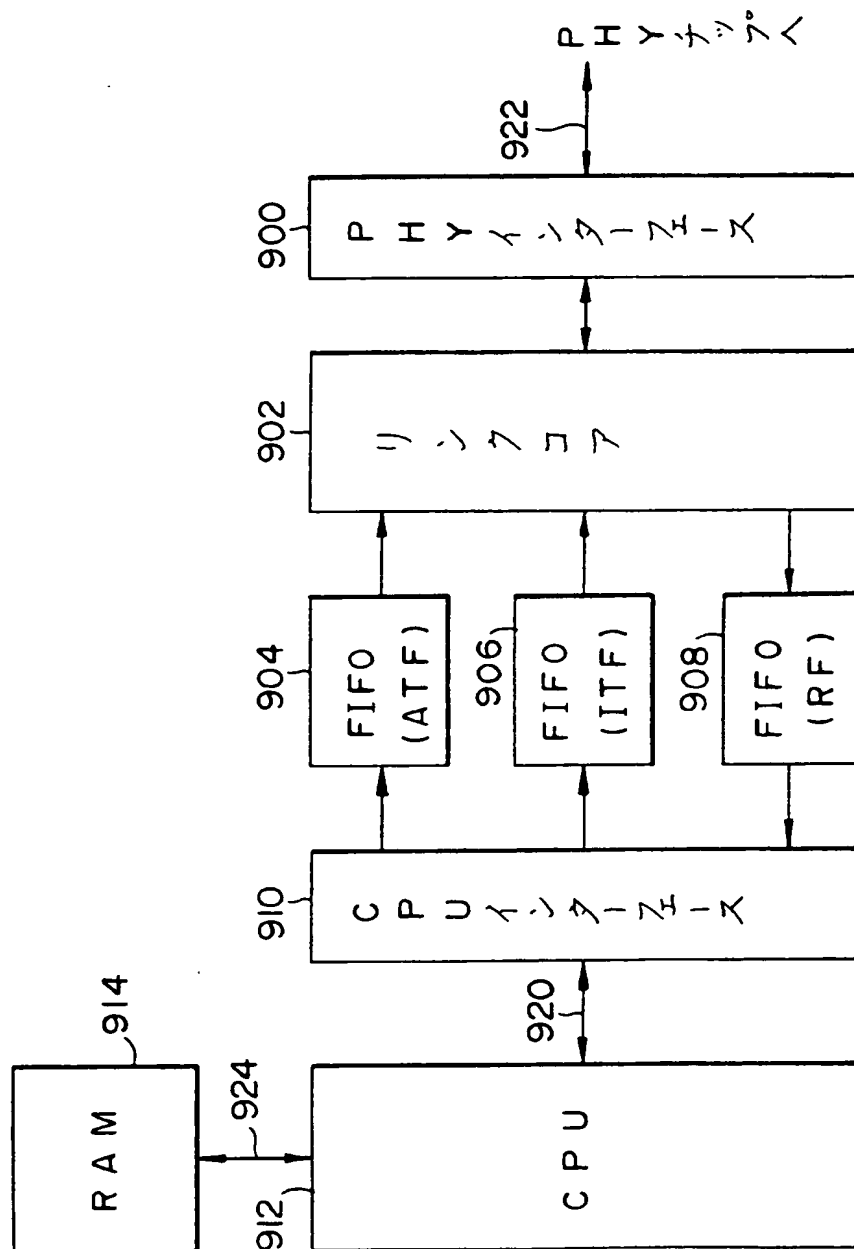 RAM
914
924
912
CPU
920
910
CPUインターフェース
904
FIFO
(ATF)
906
FIFO
(ITF)
908
FIFO
(RF)
902
リンクコア
900
PHYインターフェース
922
PHYチップへ